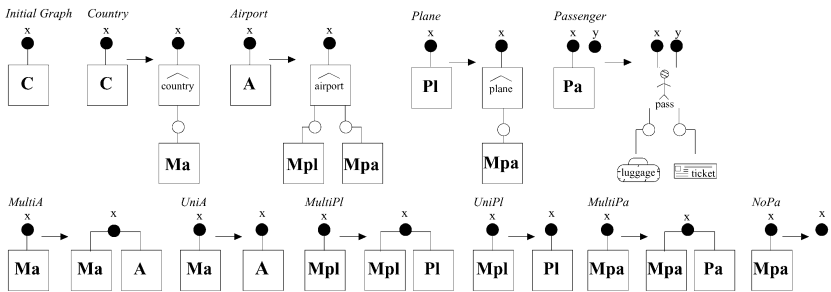 Initial Graph Country Airport Plane Passenger
x x x x x x x x y x y
C C country A airport Pl plane Pa pass
Ma Mpl Mpa Mpa luggage ticket
MultiA UniA MultiPl UniPl MultiPa NoPa
x x x x x x x x x x x x
Ma Ma A Ma A Mpl Mpl Pl Mpl Pl Mpa Mpa Pa Mpa